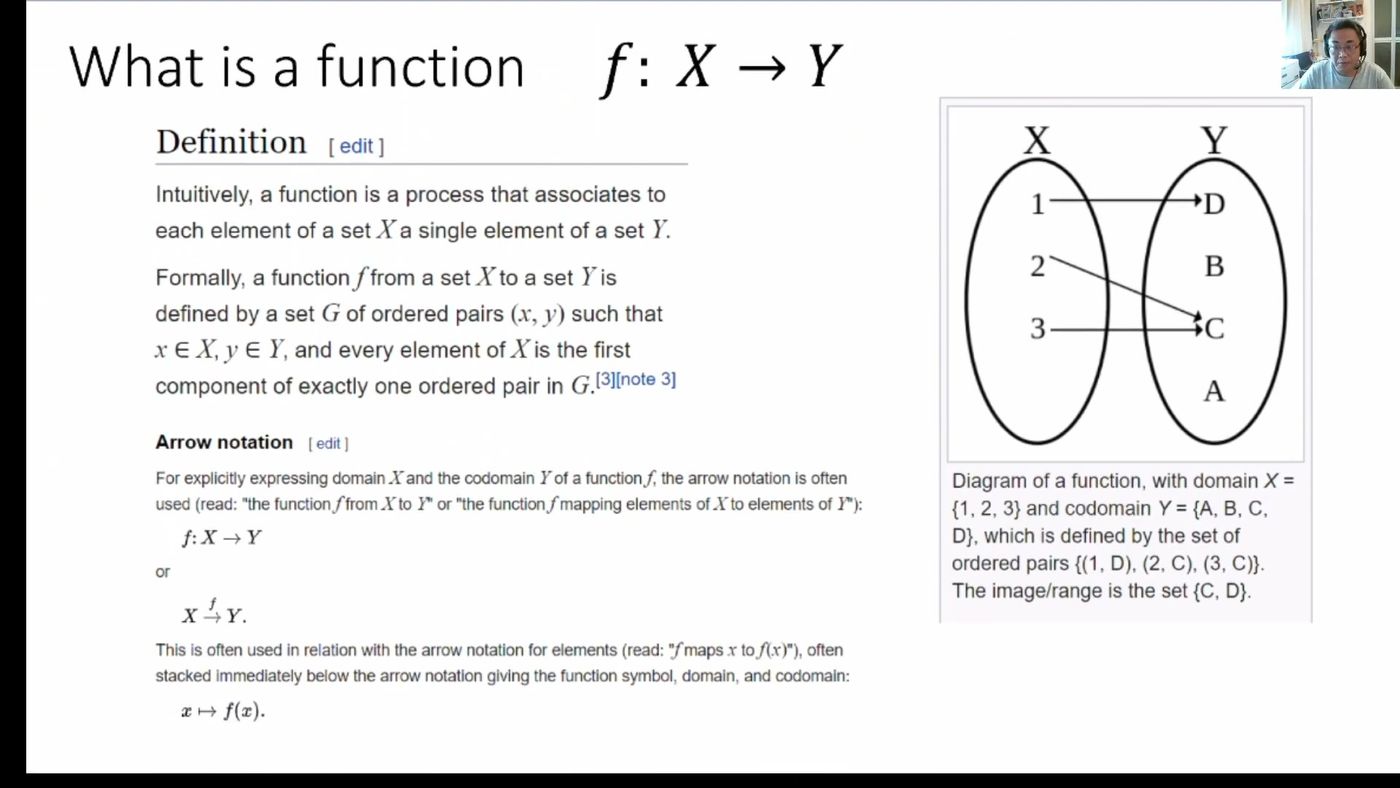 What is a function f: X → Y
Definition [ edit ]
Intuitively, a function is a process that associates to
each element of a set X a single element of a set Y.
Formally, a function f from a set X to a set Y is
defined by a set G of ordered pairs (x, y) such that
x ∈ X, y ∈ Y, and every element of X is the first
component of exactly one ordered pair in G.[3][note 3]
Arrow notation [ edit ]
For explicitly expressing domain X and the codomain Y of a function f, the arrow notation is often
used (read: "the function f from X to Y" or "the function f mapping elements of X to elements of Y"):
f: X → Y
or
X →f Y.
This is often used in relation with the arrow notation for elements (read: "f maps x to f(x)"), often
stacked immediately below the arrow notation giving the function symbol, domain, and codomain:
x ↦ f(x).
X Y
1 D
2 B
3 C
A
Diagram of a function, with domain X =
{1, 2, 3} and codomain Y = {A, B, C,
D}, which is defined by the set of
ordered pairs {(1, D), (2, C), (3, C)}.
The image/range is the set {C, D}.